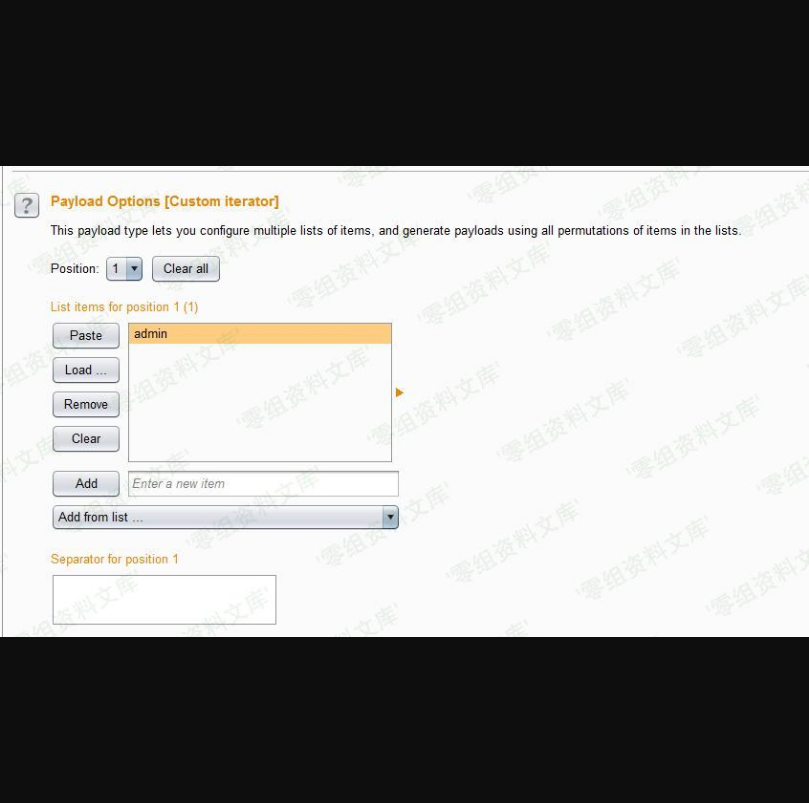 ?
Payload Options [Custom iterator]
This payload type lets you configure multiple lists of items, and generate payloads using all permutations of items in the lists.
Position: 1 Clear all
List items for position 1 (1)
Paste
admin
Load ...
Remove
Clear
Add
Enter a new item
Add from list ...
Separator for position 1
'零组资料文库'